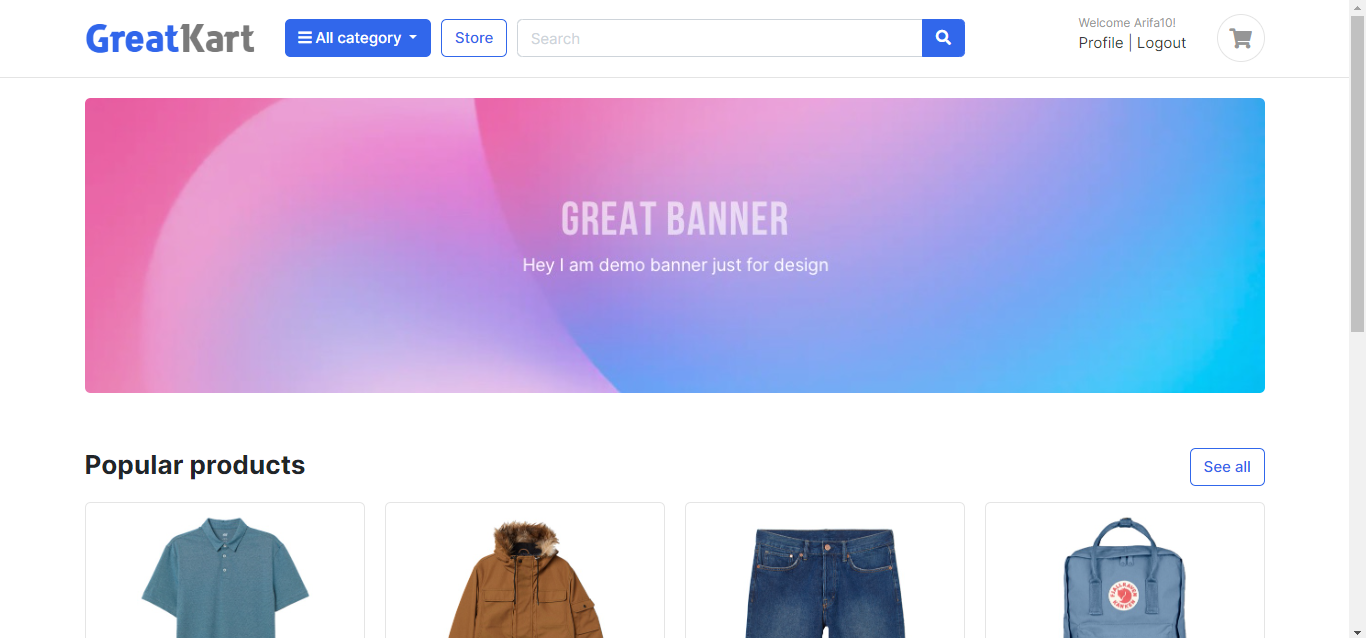 GreatKart
All category
Store
Search
Welcome Arifa10!
Profile | Logout
GREAT BANNER
Hey I am demo banner just for design
Popular products
See all